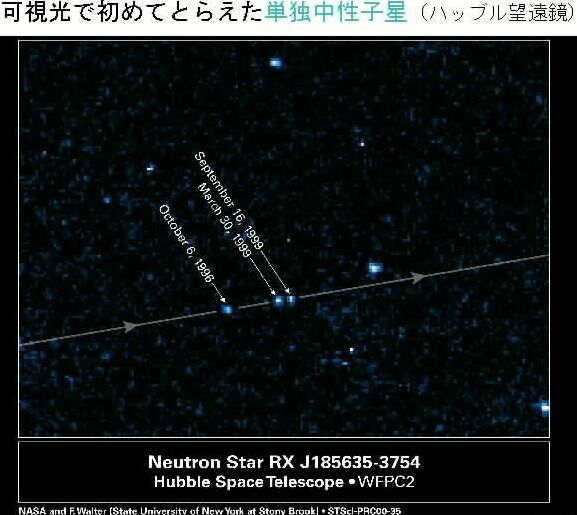 可視光で初めてとらえた単独中性子星（ハッブル望遠鏡）
September 16, 1999
March 30, 1999
October 6, 1996
Neutron Star RX J185635-3754
Hubble Space Telescope • WFPC2
NASA and F. Walter (State University of New York at Stony Brook) • STScI-PRC00-35